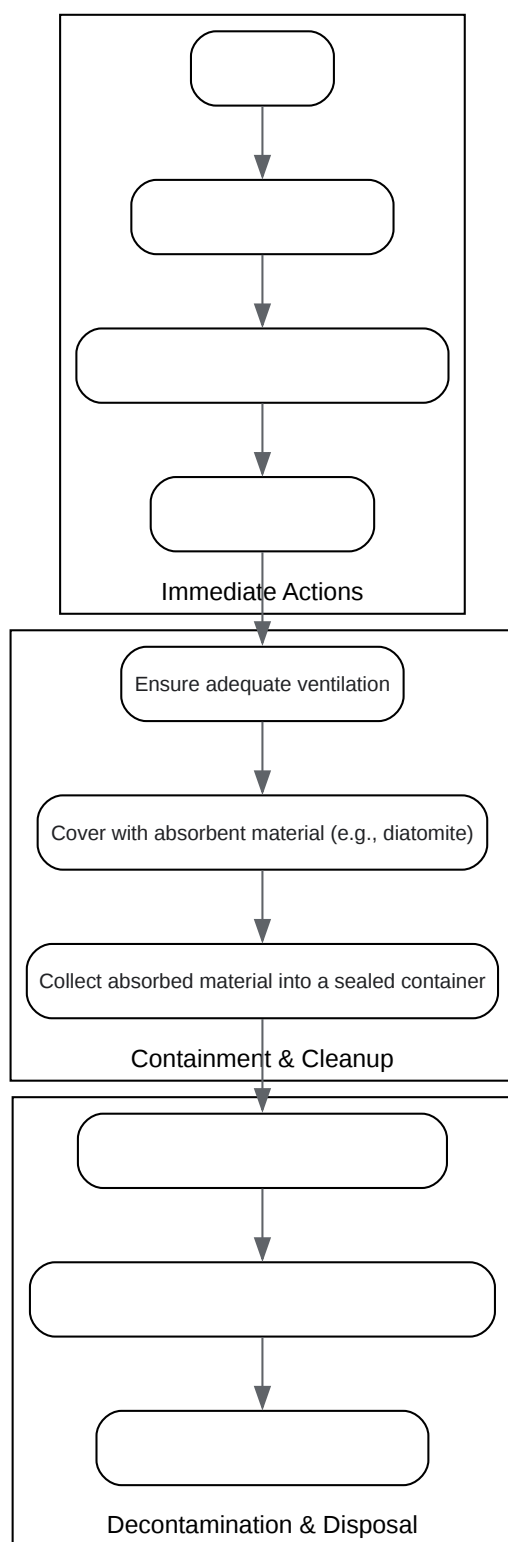 Immediate Actions
Ensure adequate ventilation
Cover with absorbent material (e.g., diatomite)
Collect absorbed material into a sealed container
Containment & Cleanup
Decontamination & Disposal